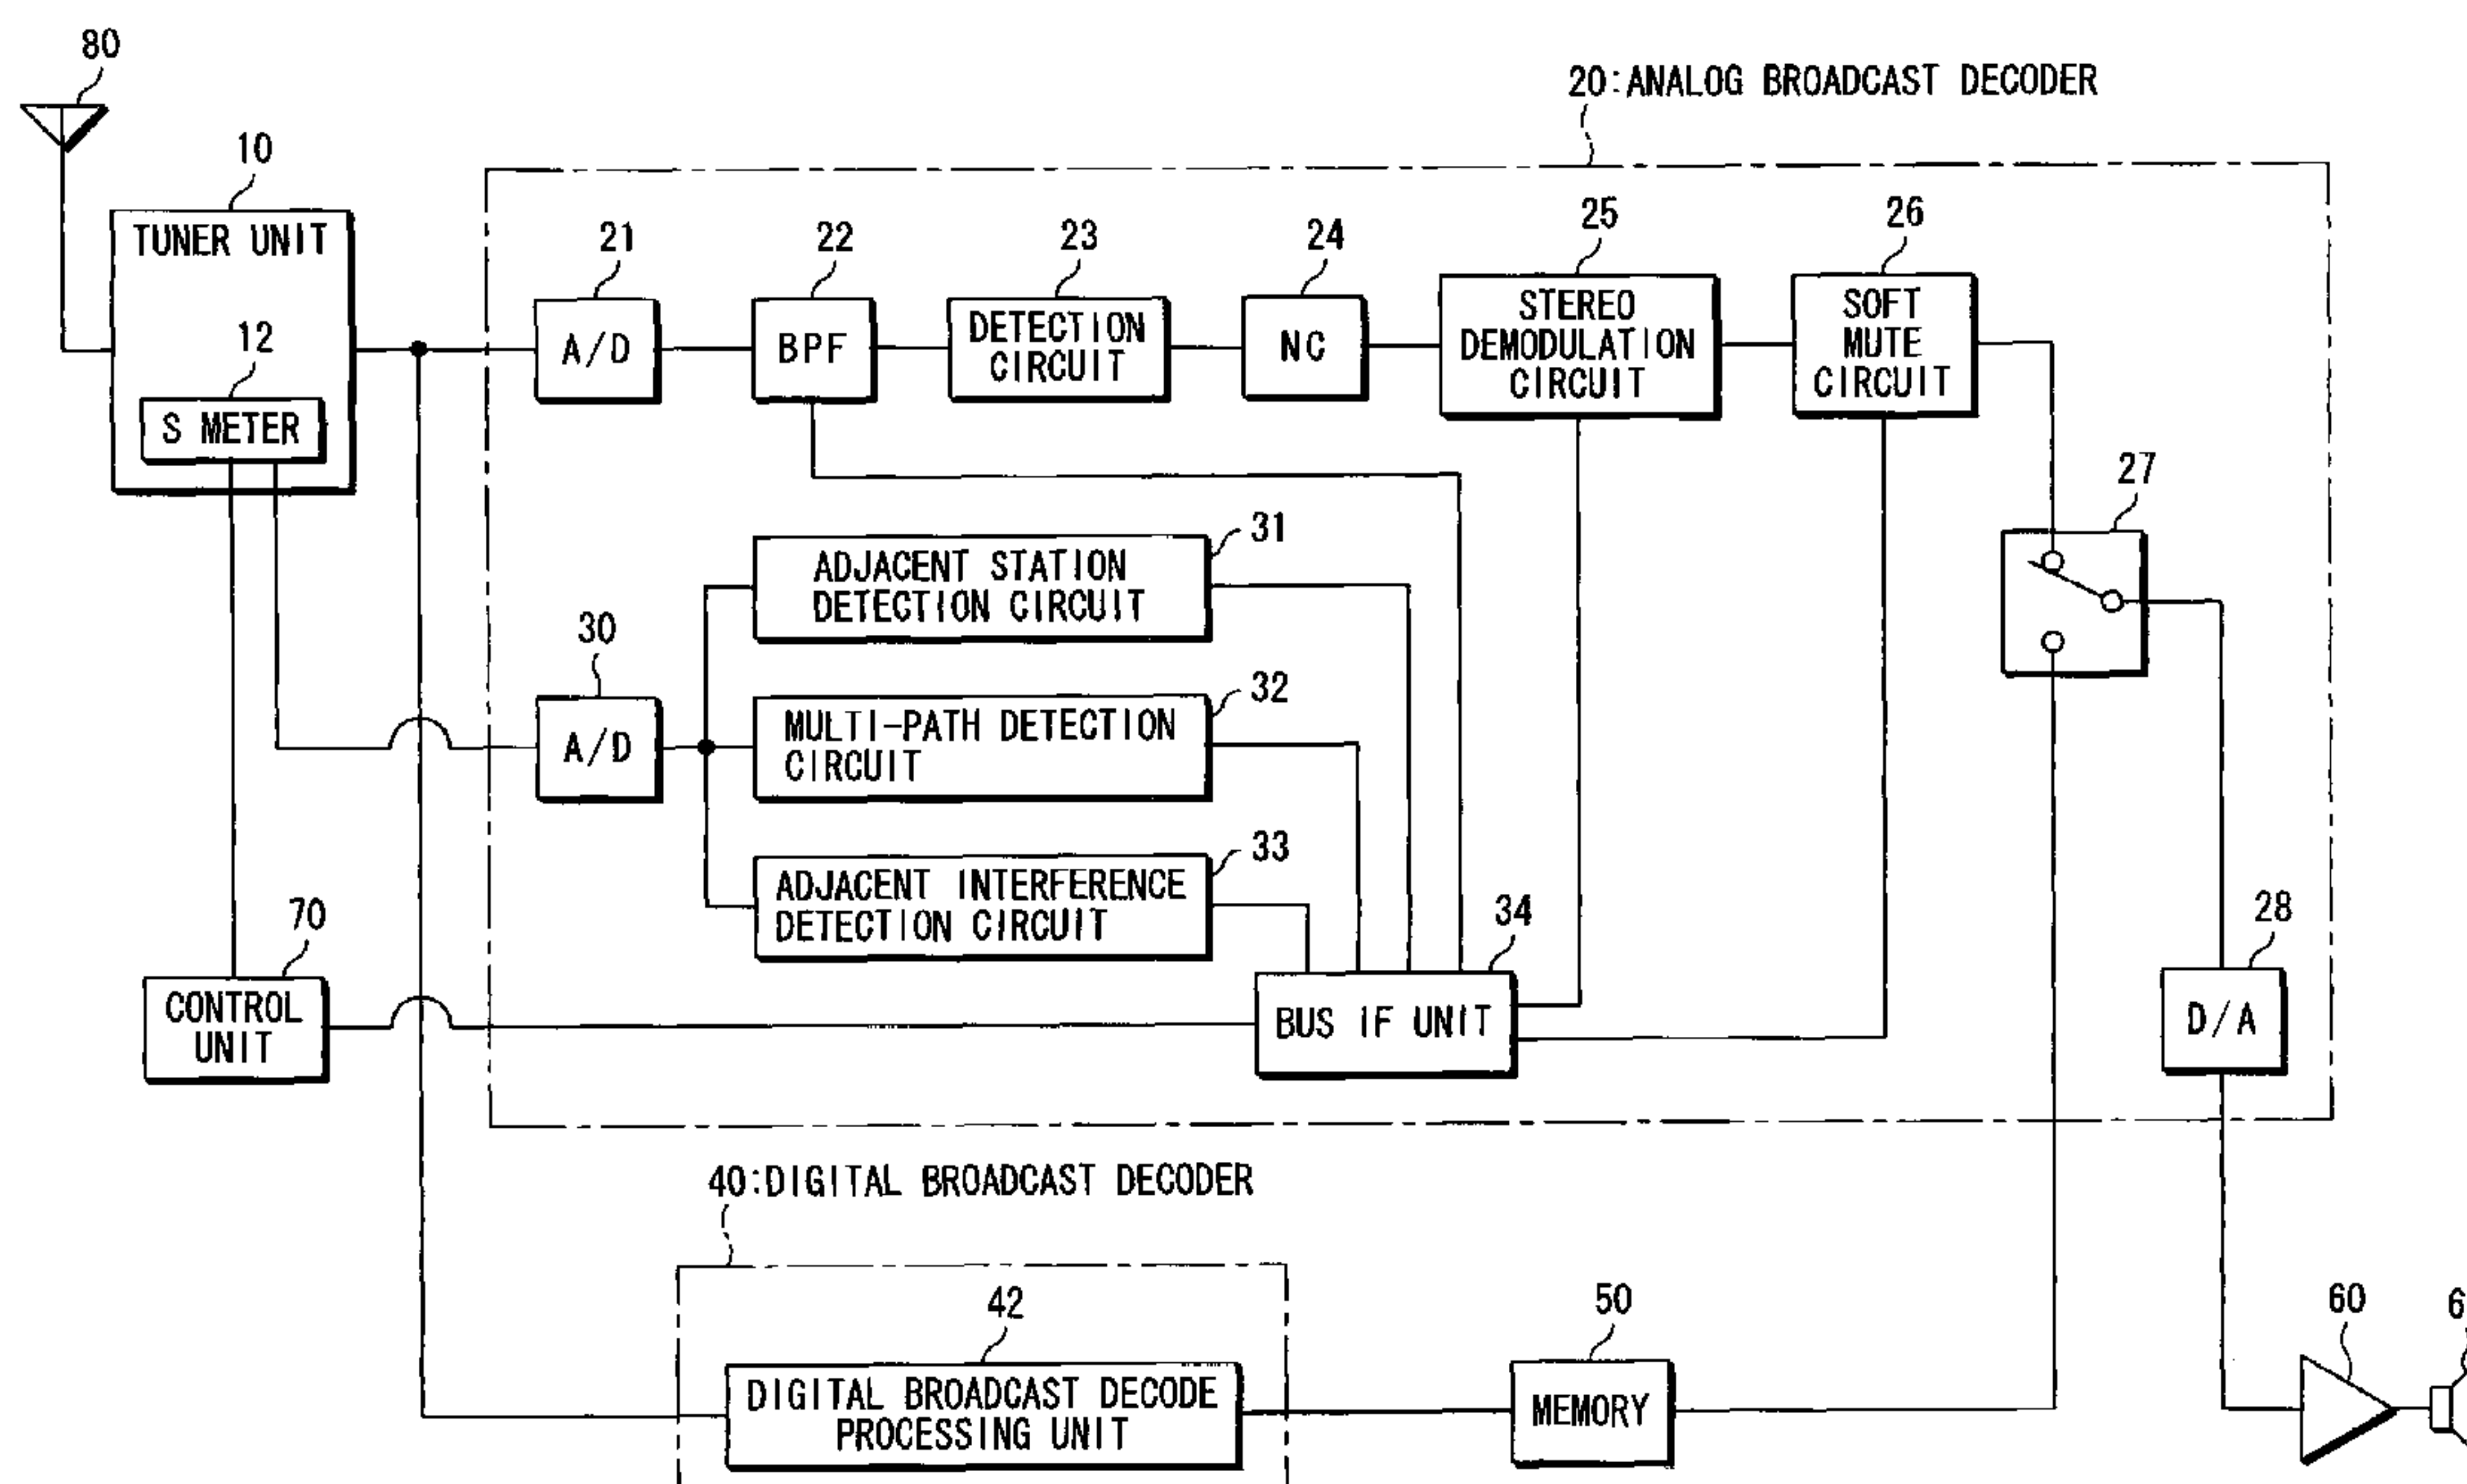 80
20:ANALOG BROADCAST DECODER
10
TUNER UNIT
12
S METER
21
A/D
22
BPF
23
DETECTION
CIRCUIT
24
NC
25
STEREO
DEMODULATION
CIRCUIT
26
SOFT
MUTE
CIRCUIT
27
31
ADJACENT STATION
DETECTION CIRCUIT
30
A/D
32
MULTI-PATH DETECTION
CIRCUIT
33
ADJACENT INTERFERENCE
DETECTION CIRCUIT
34
BUS IF UNIT
28
D/A
70
CONTROL
UNIT
40:DIGITAL BROADCAST DECODER
42
DIGITAL BROADCAST DECODE
PROCESSING UNIT
50
MEMORY
60